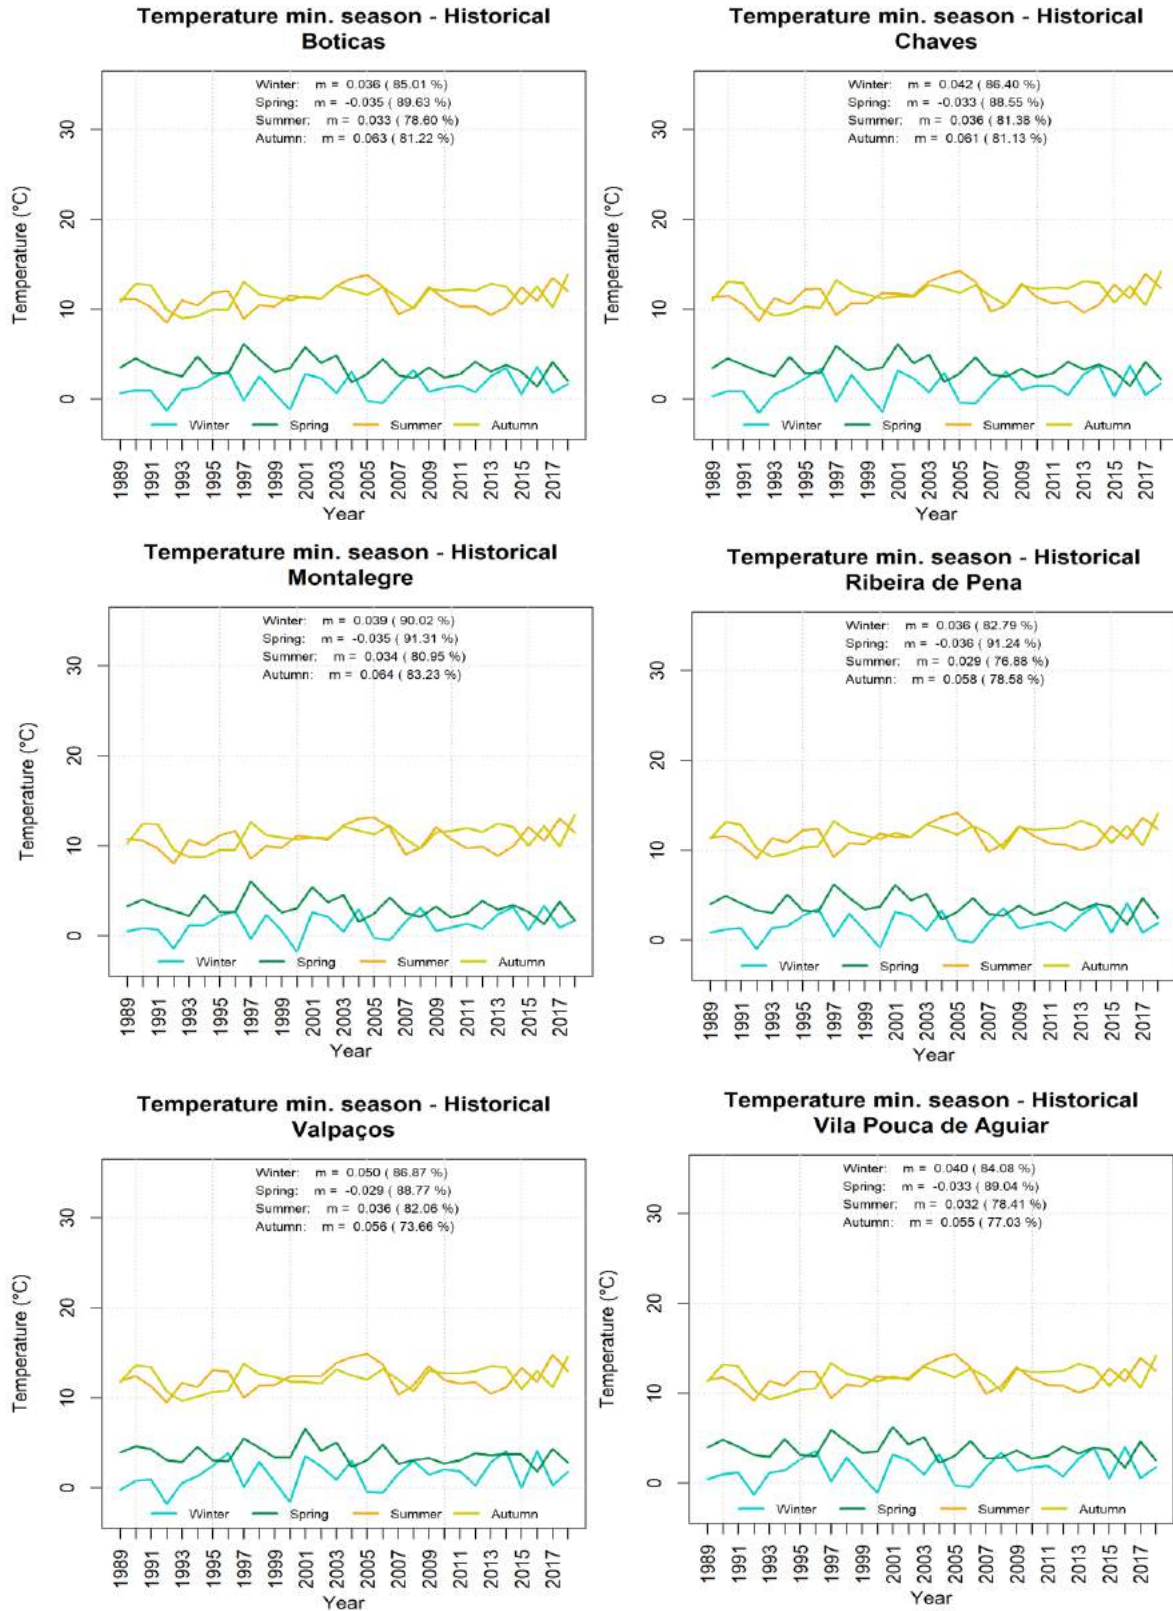 Temperature min. season - Historical
Boticas
Winter: m = 0.036 ( 85.01 %)
Spring: m = -0.035 ( 89.63 %)
Summer: m = 0.033 ( 78.60 %)
Autumn: m = 0.063 ( 81.22 %)
Temperature (°C)
30
20
10
0
Winter Spring Summer Autumn
1989 1991 1993 1995 1997 1999 2001 2003 2005 2007 2009 2011 2013 2015 2017
Year
Temperature min. season - Historical
Chaves
Winter: m = 0.042 ( 86.40 %)
Spring: m = -0.033 ( 88.55 %)
Summer: m = 0.036 ( 81.38 %)
Autumn: m = 0.061 ( 81.13 %)
Temperature (°C)
30
20
10
0
Winter Spring Summer Autumn
1989 1991 1993 1995 1997 1999 2001 2003 2005 2007 2009 2011 2013 2015 2017
Year
Temperature min. season - Historical
Montalegre
Winter: m = 0.039 ( 90.02 %)
Spring: m = -0.035 ( 91.31 %)
Summer: m = 0.034 ( 80.95 %)
Autumn: m = 0.064 ( 83.23 %)
Temperature (°C)
30
20
10
0
Winter Spring Summer Autumn
1989 1991 1993 1995 1997 1999 2001 2003 2005 2007 2009 2011 2013 2015 2017
Year
Temperature min. season - Historical
Ribeira de Pena
Winter: m = 0.036 ( 82.79 %)
Spring: m = -0.036 ( 91.24 %)
Summer: m = 0.029 ( 76.88 %)
Autumn: m = 0.058 ( 78.58 %)
Temperature (°C)
30
20
10
0
Winter Spring Summer Autumn
1989 1991 1993 1995 1997 1999 2001 2003 2005 2007 2009 2011 2013 2015 2017
Year
Temperature min. season - Historical
Valpaços
Winter: m = 0.050 ( 86.87 %)
Spring: m = -0.029 ( 88.77 %)
Summer: m = 0.036 ( 82.06 %)
Autumn: m = 0.056 ( 73.66 %)
Temperature (°C)
30
20
10
0
Winter Spring Summer Autumn
1989 1991 1993 1995 1997 1999 2001 2003 2005 2007 2009 2011 2013 2015 2017
Year
Temperature min. season - Historical
Vila Pouca de Aguiar
Winter: m = 0.040 ( 84.08 %)
Spring: m = -0.033 ( 89.04 %)
Summer: m = 0.032 ( 78.41 %)
Autumn: m = 0.055 ( 77.03 %)
Temperature (°C)
30
20
10
0
Winter Spring Summer Autumn
1989 1991 1993 1995 1997 1999 2001 2003 2005 2007 2009 2011 2013 2015 2017
Year